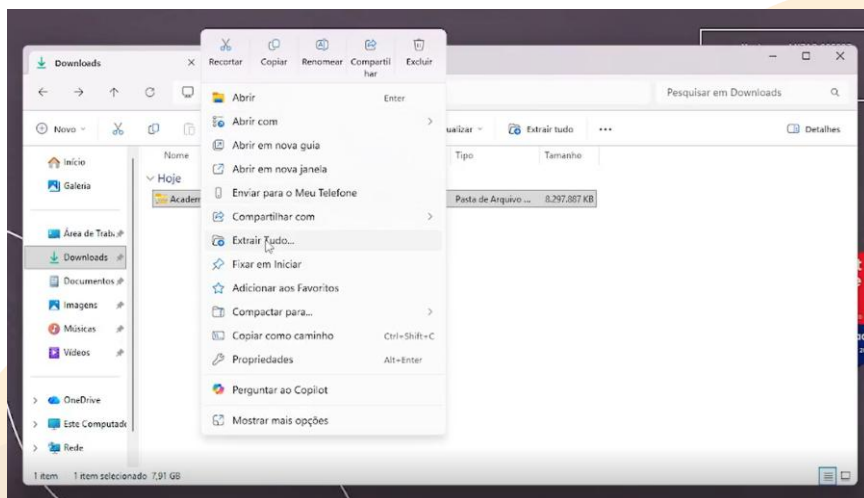 Downloads
Recortar Copiar Renomear Compartil har Excluir
Pesquisar em Downloads
Novo
ualizar Extrair tudo ... Detalhes
Nome Tipo Tamanho
Hoje
Academ Pasta de Arquivo ... 8.297.887 KB
Início
Galeria
Área de Trab
Downloads
Documentos
Imagens
Músicas
Vídeos
OneDrive
Este Computad
Rede
Abrir Enter
Abrir com
Abrir em nova guia
Abrir em nova janela
Enviar para o Meu Telefone
Compartilhar com
Extrair Tudo...
Fixar em Iniciar
Adicionar aos Favoritos
Compactar para...
Copiar como caminho Ctrl+Shift+C
Propriedades Alt+Enter
Perguntar ao Copilot
Mostrar mais opções
1 item 1 item selecionado 7,91 GB